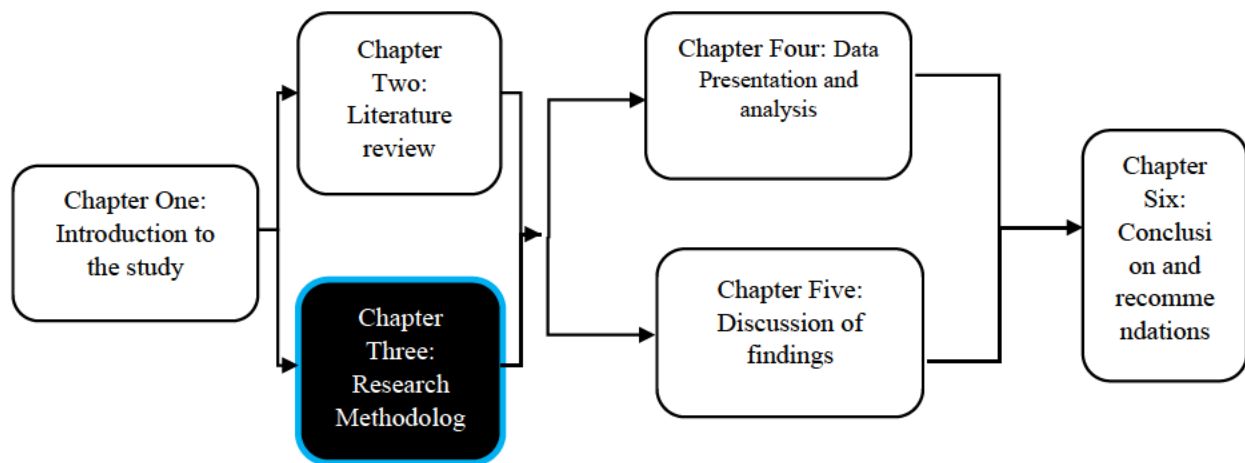 Chapter One:
Introduction to
the study
Chapter
Two:
Literature
review
Chapter
Three:
Research
Methodolog
Chapter Four: Data
Presentation and
analysis
Chapter Five:
Discussion of
findings
Chapter
Six:
Conclusi
on and
recomme
ndations